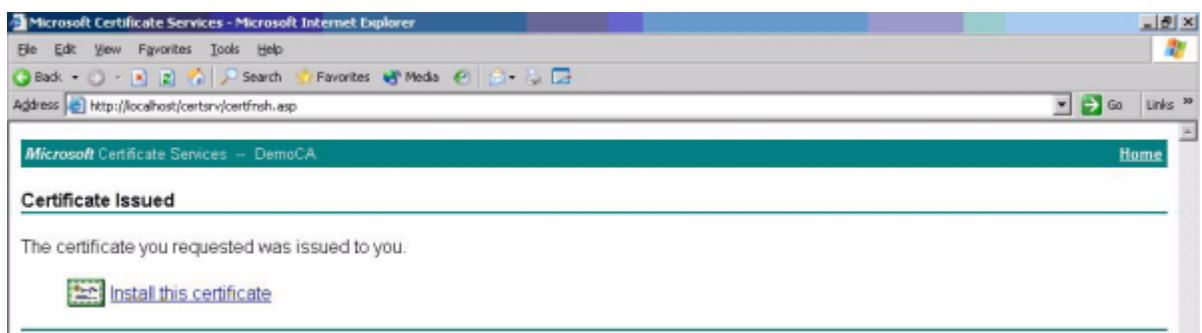 Microsoft Certificate Services - Microsoft Internet Explorer
File Edit View Favorites Tools Help
Back Search Favorites Media
Address http://localhost/certsrv/certfnsh.asp Go Links »
Microsoft Certificate Services -- DemoCA Home
Certificate Issued
The certificate you requested was issued to you.
Install this certificate